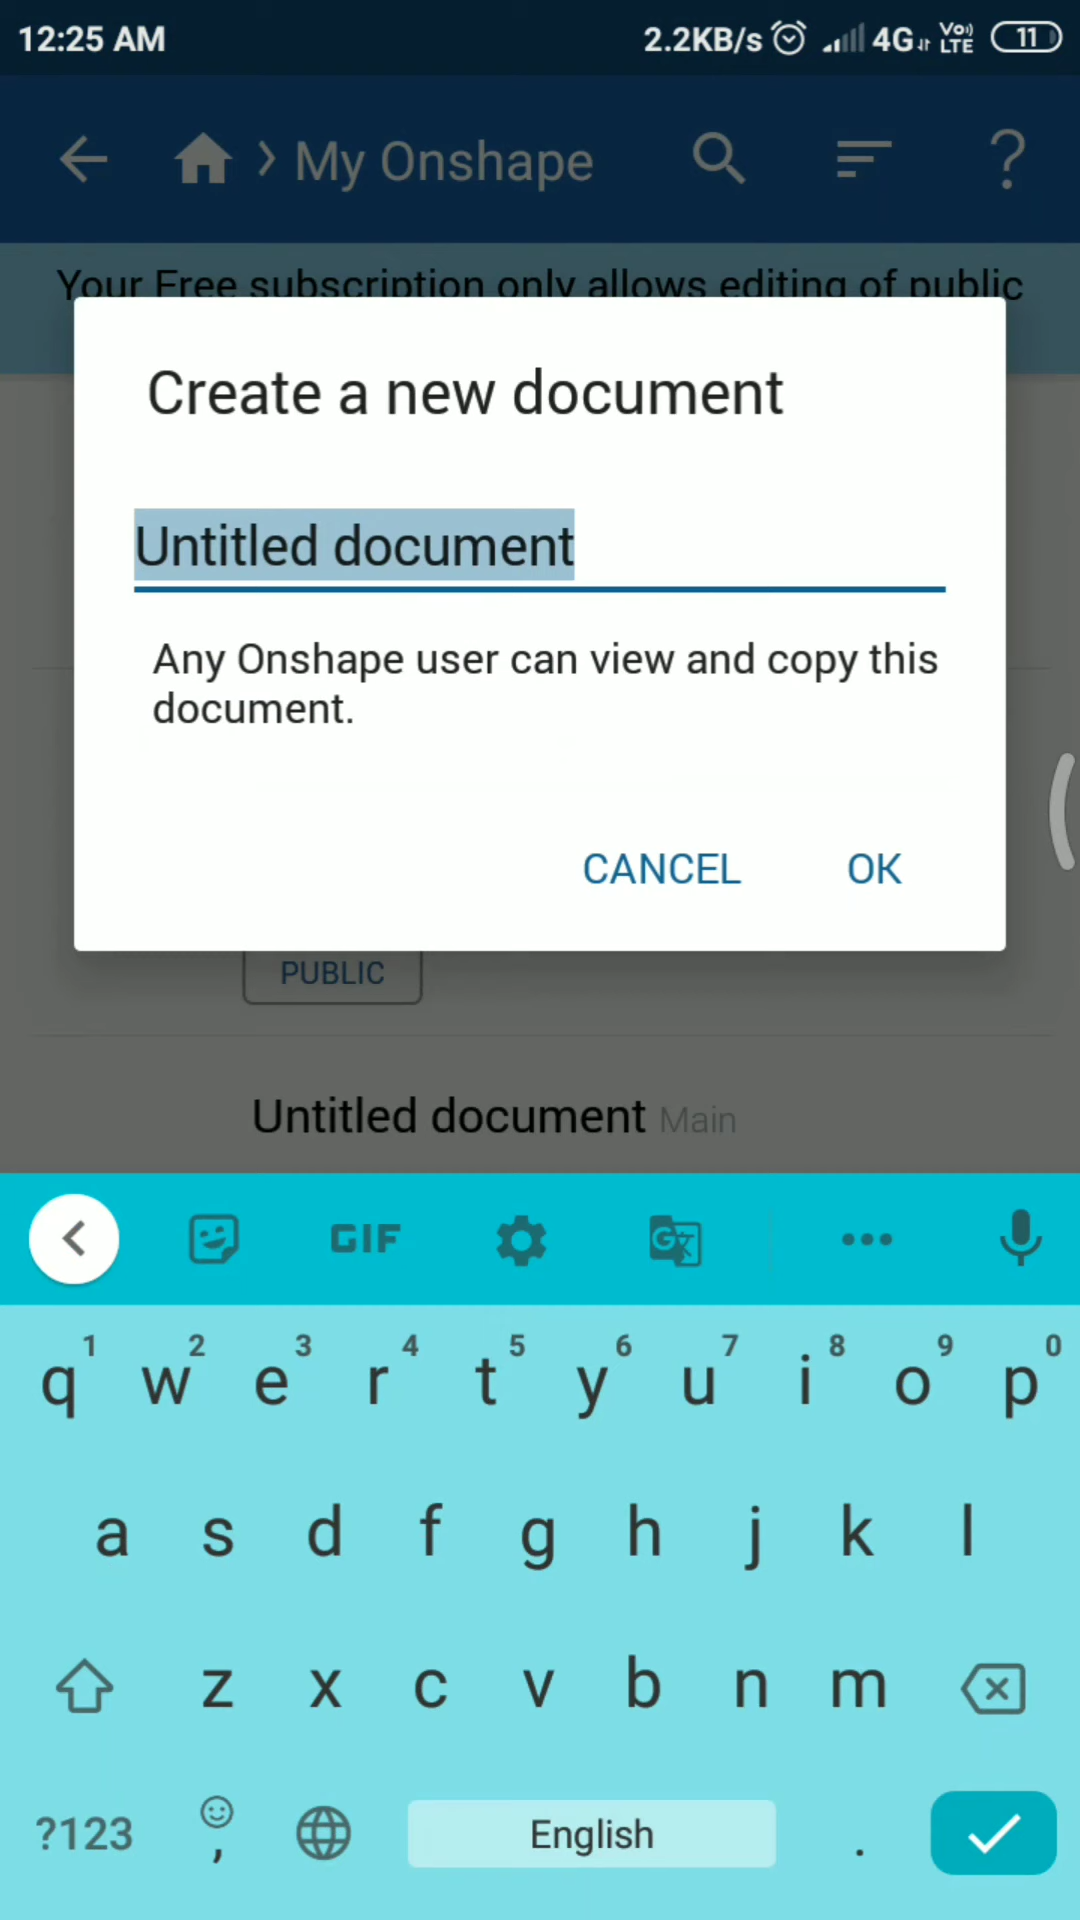 12:25 AM 2.2KB/s 4G Vo)) LTE 11
My Onshape ?
Your Free subscription only allows editing of public
Create a new document
Untitled document
Any Onshape user can view and copy this
document.
CANCEL OK
PUBLIC
Untitled document Main
GIF G
1 2 3 4 5 6 7 8 9 0
q w e r t y u i o p
a s d f g h j k l
z x c v b n m
?123 , English .